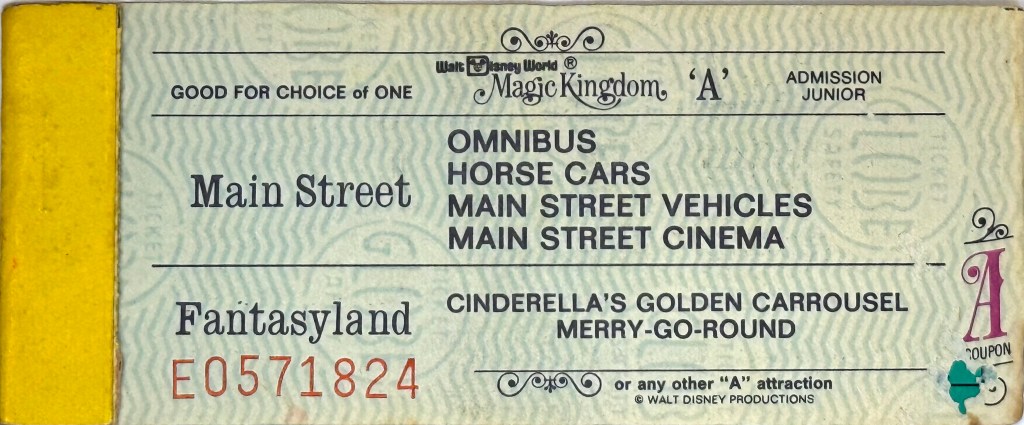 Walt Disney World ®
GOOD FOR CHOICE of ONE
Magic Kingdom
'A'
ADMISSION
JUNIOR
Main Street
OMNIBUS
HORSE CARS
MAIN STREET VEHICLES
MAIN STREET CINEMA
Fantasyland
CINDERELLA'S GOLDEN CARROUSEL
MERRY-GO-ROUND
A
COUPON
E0571824
or any other "A" attraction
© WALT DISNEY PRODUCTIONS